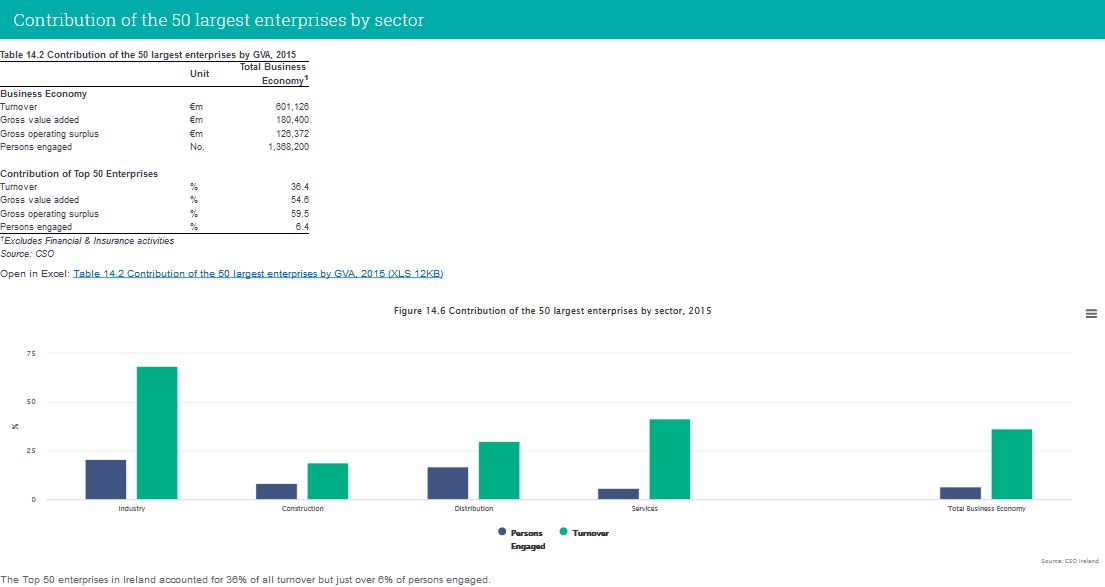 Contribution of the 50 largest enterprises by sector
Table 14.2 Contribution of the 50 largest enterprises by GVA, 2015
Unit Total Business
Economy1
Business Economy
Turnover €m 601,126
Gross value added €m 180,400
Gross operating surplus €m 126,372
Persons engaged No. 1,368,200
Contribution of Top 50 Enterprises
Turnover % 36.4
Gross value added % 54.6
Gross operating surplus % 59.5
Persons engaged % 6.4
1Excludes Financial & Insurance activities
Source: CSO
Open in Excel: Table 14.2 Contribution of the 50 largest enterprises by GVA, 2015 (XLS 12KB)
Figure 14.6 Contribution of the 50 largest enterprises by sector, 2015
75
50
%
25
0
Industry Construction Distribution Services Total Business Economy
Persons Turnover
Engaged
Source: CSO Ireland
The Top 50 enterprises in Ireland accounted for 36% of all turnover but just over 6% of persons engaged.